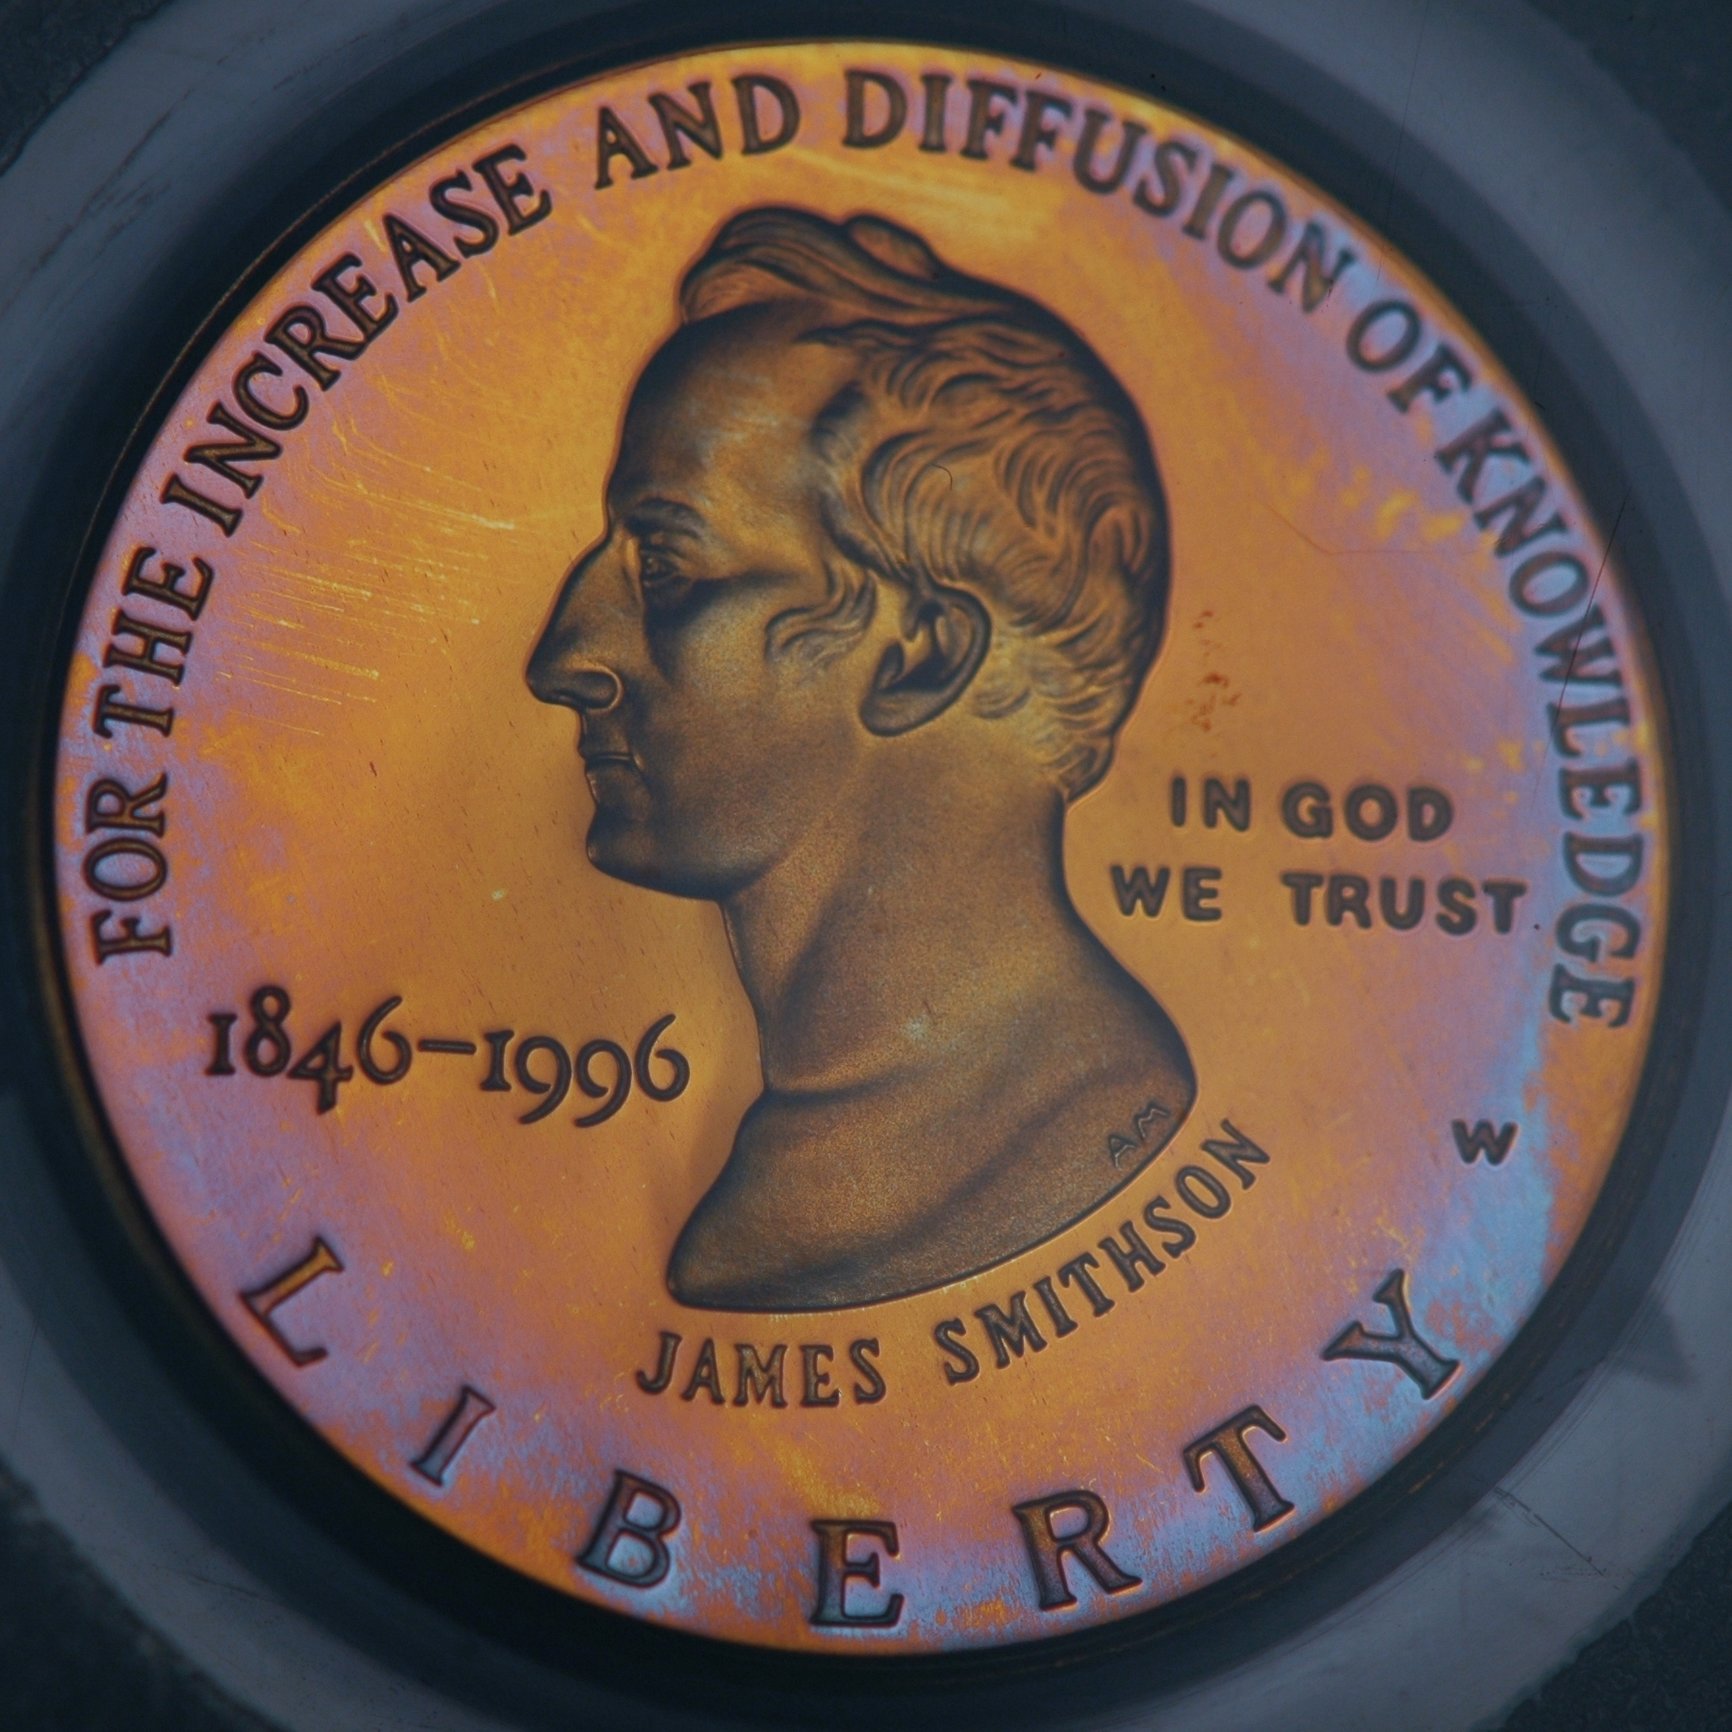 FOR THE INCREASE AND DIFFUSION OF KNOWLEDGE
IN GOD
WE TRUST
1846-1996
AM
W
JAMES SMITHSON
LIBERTY